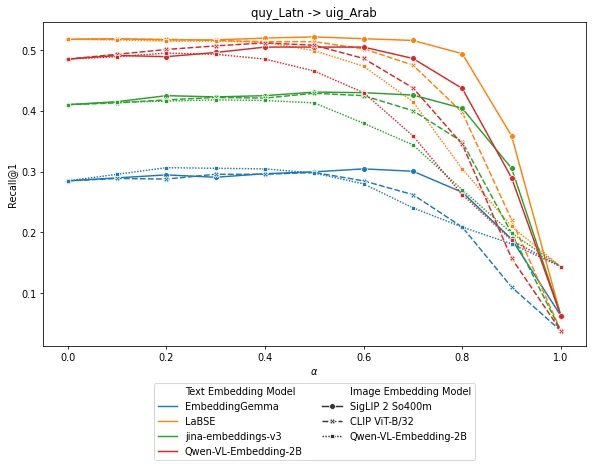 quy_Latn -> uig_Arab
Recall@1
0.5
0.4
0.3
0.2
0.1
0.0 0.2 0.4 0.6 0.8 1.0
α
Text Embedding Model Image Embedding Model
EmbeddingGemma SigLIP 2 So400m
LaBSE CLIP ViT-B/32
jina-embeddings-v3 Qwen-VL-Embedding-2B
Qwen-VL-Embedding-2B